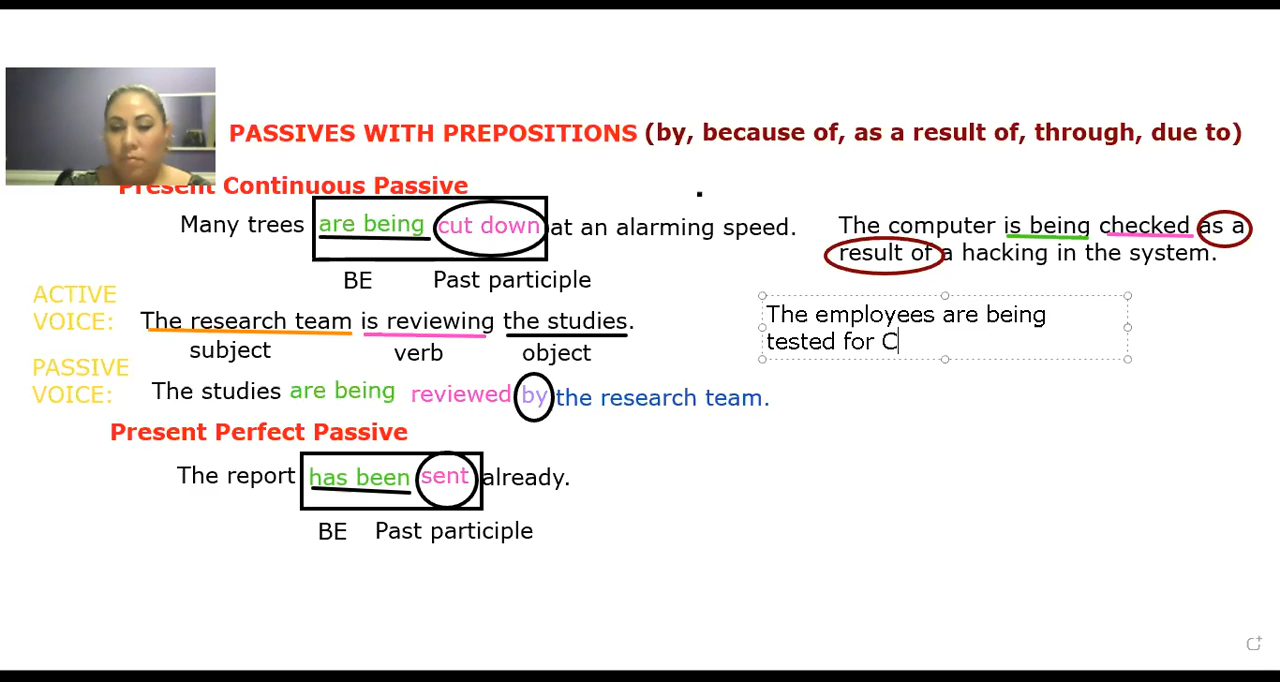 PASSIVES WITH PREPOSITIONS (by, because of, as a result of, through, due to)
Present Continuous Passive
Many trees are being cut down at an alarming speed.
BE Past participle
The computer is being checked as a
result of a hacking in the system.
ACTIVE
VOICE: The research team is reviewing the studies.
subject verb object
The employees are being
tested for C
PASSIVE
VOICE: The studies are being reviewed by the research team.
Present Perfect Passive
The report has been sent already.
BE Past participle